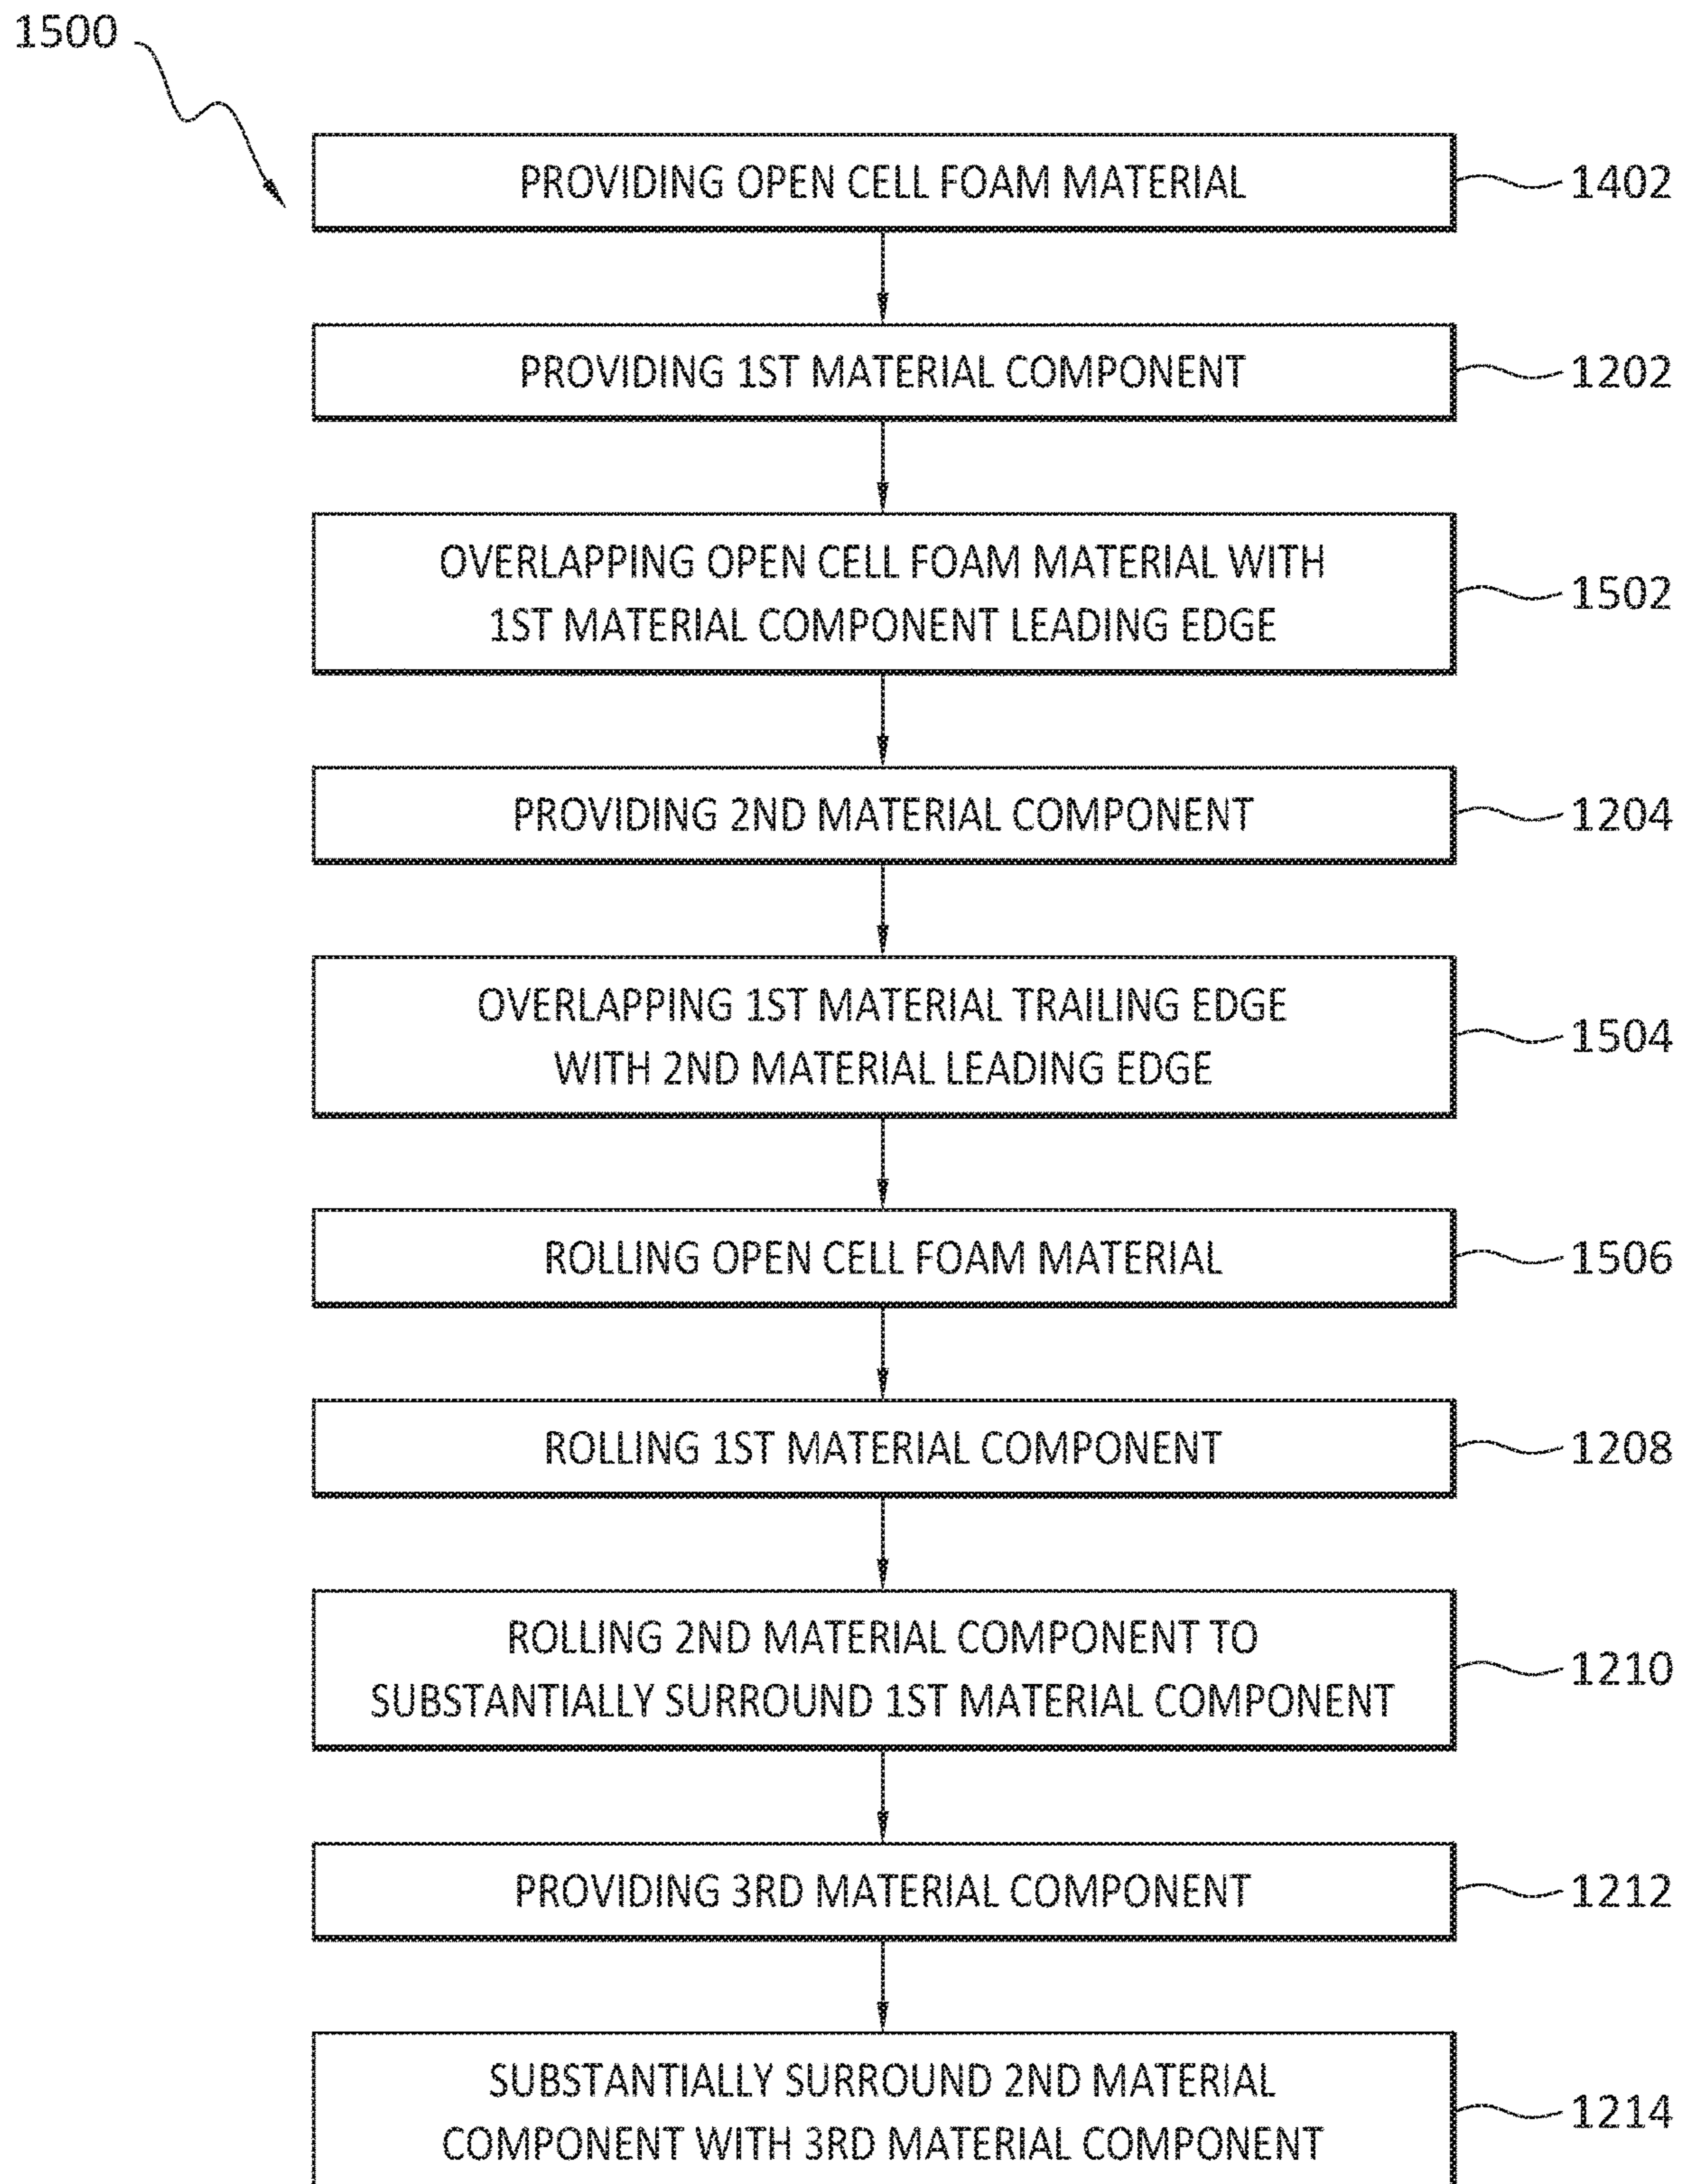 1500
PROVIDING OPEN CELL FOAM MATERIAL
1402
PROVIDING 1ST MATERIAL COMPONENT
1202
OVERLAPPING OPEN CELL FOAM MATERIAL WITH
1ST MATERIAL COMPONENT LEADING EDGE
1502
PROVIDING 2ND MATERIAL COMPONENT
1204
OVERLAPPING 1ST MATERIAL TRAILING EDGE
WITH 2ND MATERIAL LEADING EDGE
1504
ROLLING OPEN CELL FOAM MATERIAL
1506
ROLLING 1ST MATERIAL COMPONENT
1208
ROLLING 2ND MATERIAL COMPONENT TO
SUBSTANTIALLY SURROUND 1ST MATERIAL COMPONENT
1210
PROVIDING 3RD MATERIAL COMPONENT
1212
SUBSTANTIALLY SURROUND 2ND MATERIAL
COMPONENT WITH 3RD MATERIAL COMPONENT
1214